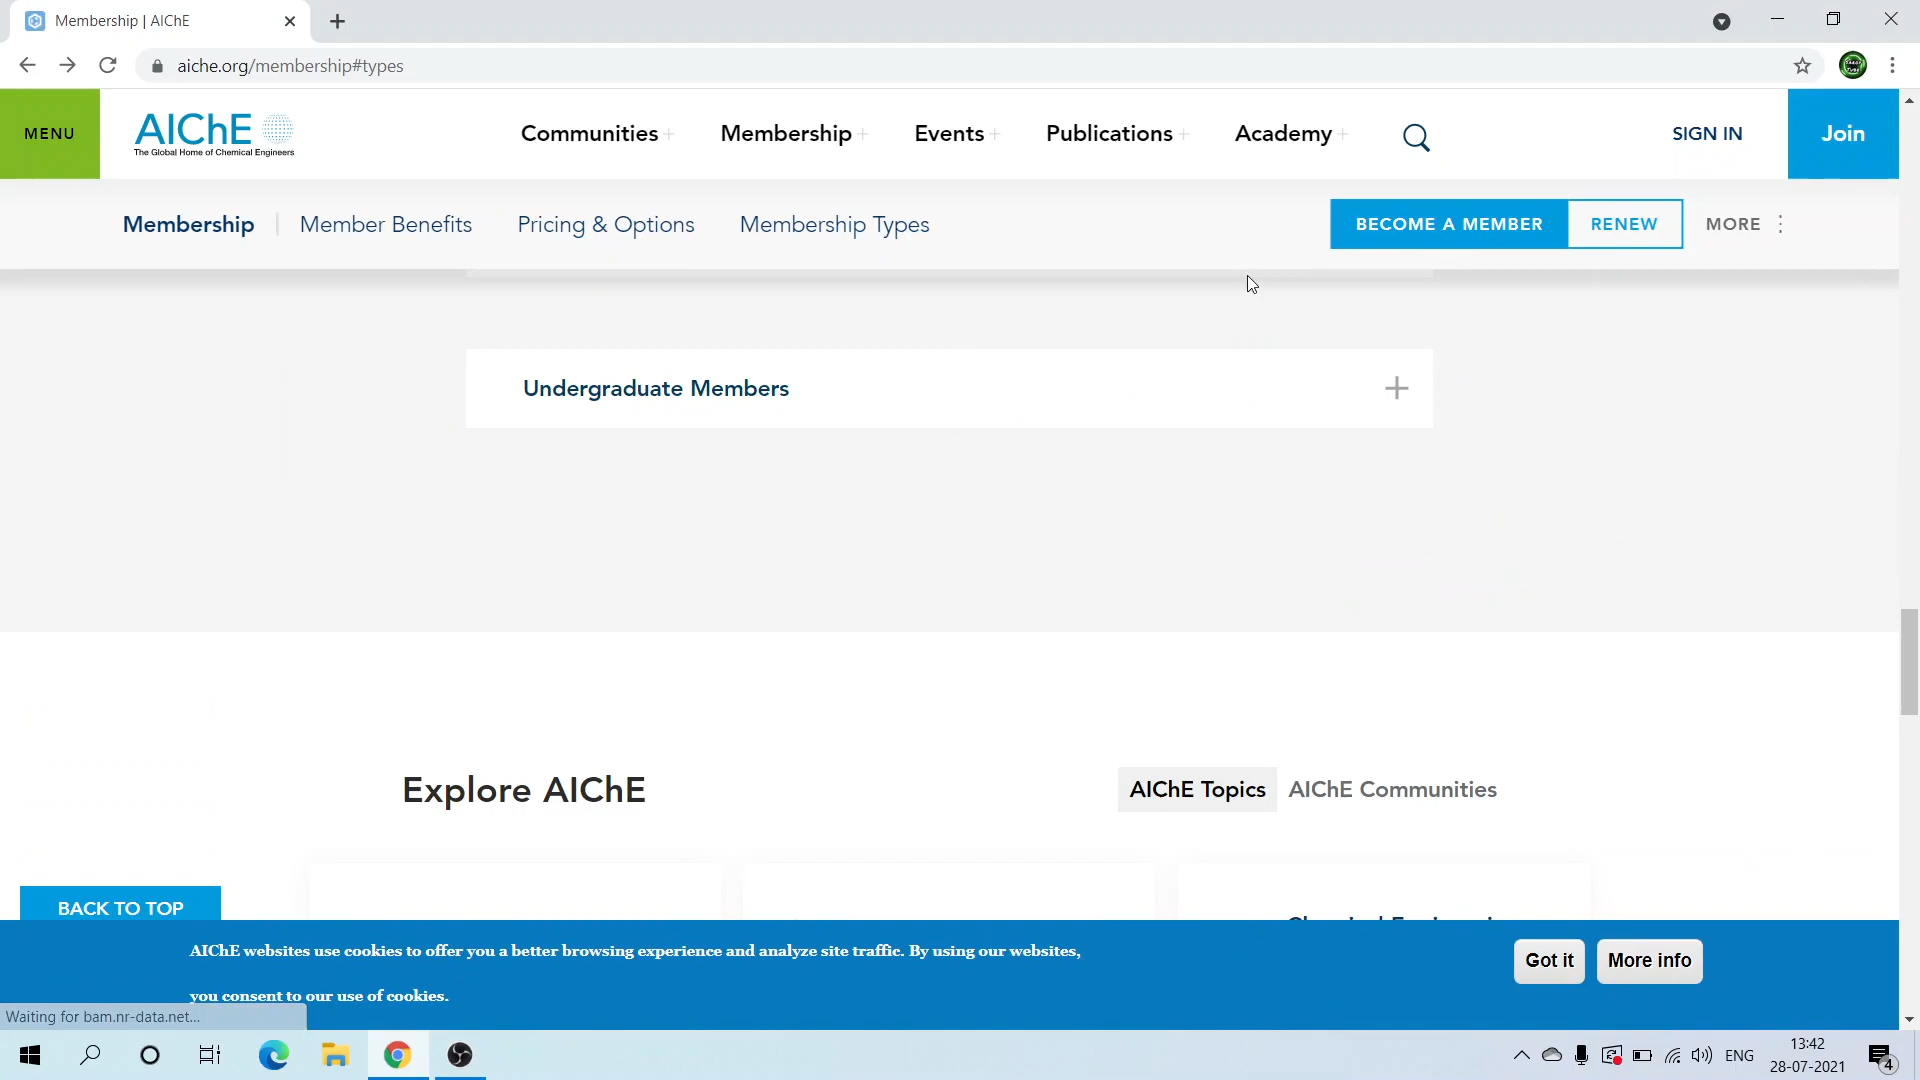 Membership | AIChE
aiche.org/membership#types
MENU
AIChE
The Global Home of Chemical Engineers
Communities+
Membership+
Events+
Publications+
Academy+
SIGN IN
Join
Membership
Member Benefits
Pricing & Options
Membership Types
BECOME A MEMBER
RENEW
MORE
Undergraduate Members
Explore AIChE
AIChE Topics
AIChE Communities
BACK TO TOP
AIChE websites use cookies to offer you a better browsing experience and analyze site traffic. By using our websites,
you consent to our use of cookies.
Got it
More info
Waiting for bam.nr-data.net...
ENG
13:42
28-07-2021
4